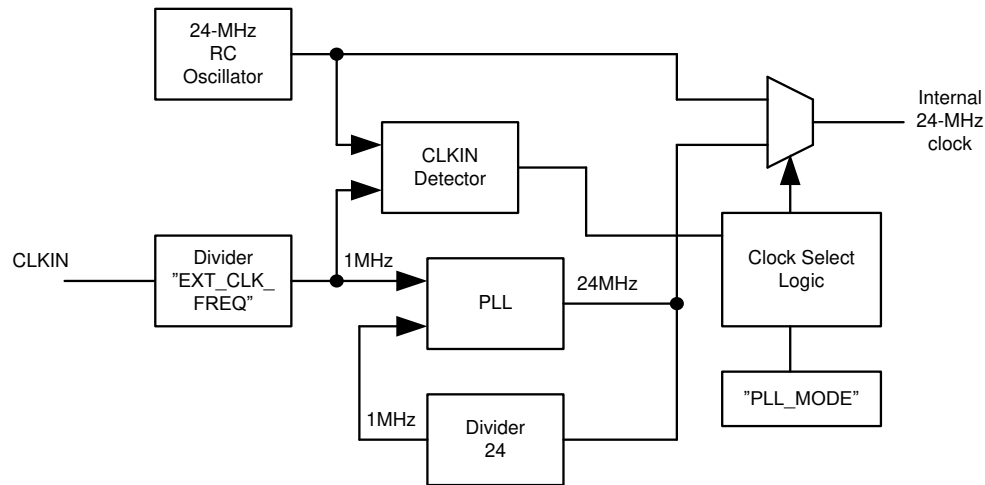 24-MHz
RC
Oscillator
Internal
24-MHz
clock
CLKIN
Detector
CLKIN
Divider
”EXT_CLK_
FREQ”
1MHz
PLL
24MHz
Clock Select
Logic
1MHz
Divider
24
”PLL_MODE”